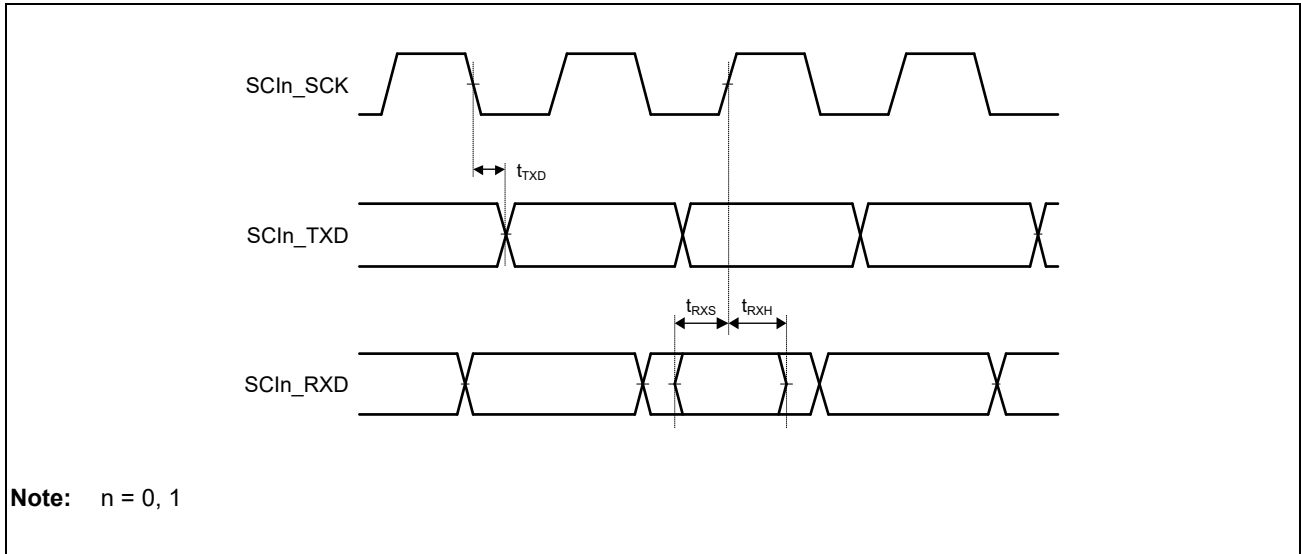 SCIn_SCK
tTXD
SCIn_TXD
tRXS tRXH
SCIn_RXD
Note: n = 0, 1